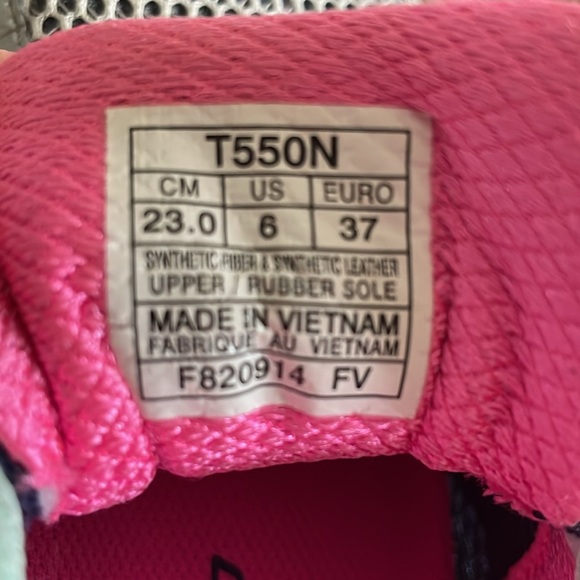 T550N
CM US EURO
23.0 6 37
SYNTHETIC FIBER & SYNTHETIC LEATHER
UPPER / RUBBER SOLE
MADE IN VIETNAM
FABRIQUE AU VIETNAM
F820914 FV